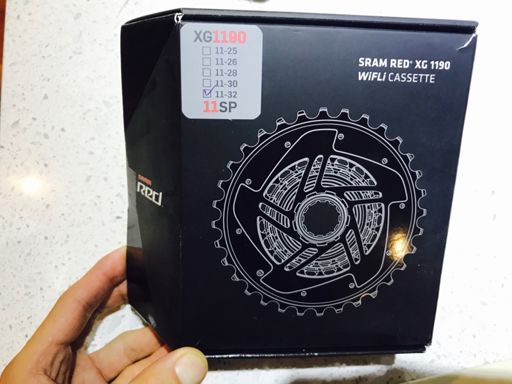 XG1190
11-25
11-26
11-28
11-30
11-32
11SP
SRAM RED® XG 1190
WiFLi CASSETTE
SRAM
RED